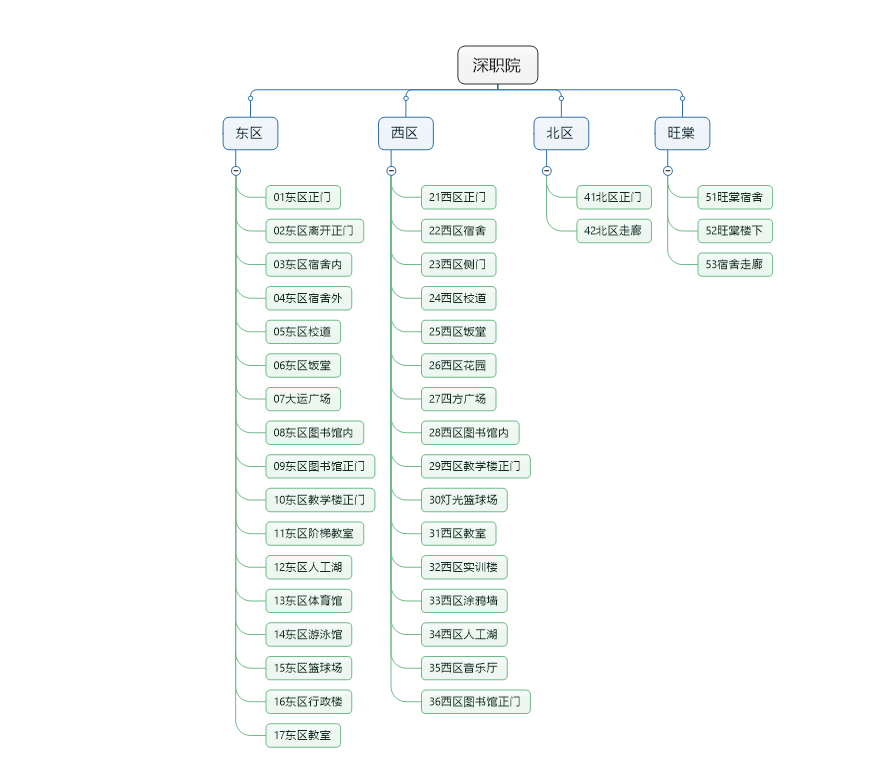 深职院
东区
西区
北区
旺棠
01东区正门
02东区离开正门
03东区宿舍内
04东区宿舍外
05东区校道
06东区饭堂
07大运广场
08东区图书馆内
09东区图书馆正门
10东区教学楼正门
11东区阶梯教室
12东区人工湖
13东区体育馆
14东区游泳馆
15东区篮球场
16东区行政楼
17东区教室
21西区正门
22西区宿舍
23西区侧门
24西区校道
25西区饭堂
26西区花园
27四方广场
28西区图书馆内
29西区教学楼正门
30灯光篮球场
31西区教室
32西区实训楼
33西区涂鸦墙
34西区人工湖
35西区音乐厅
36西区图书馆正门
41北区正门
42北区走廊
51旺棠宿舍
52旺棠楼下
53宿舍走廊